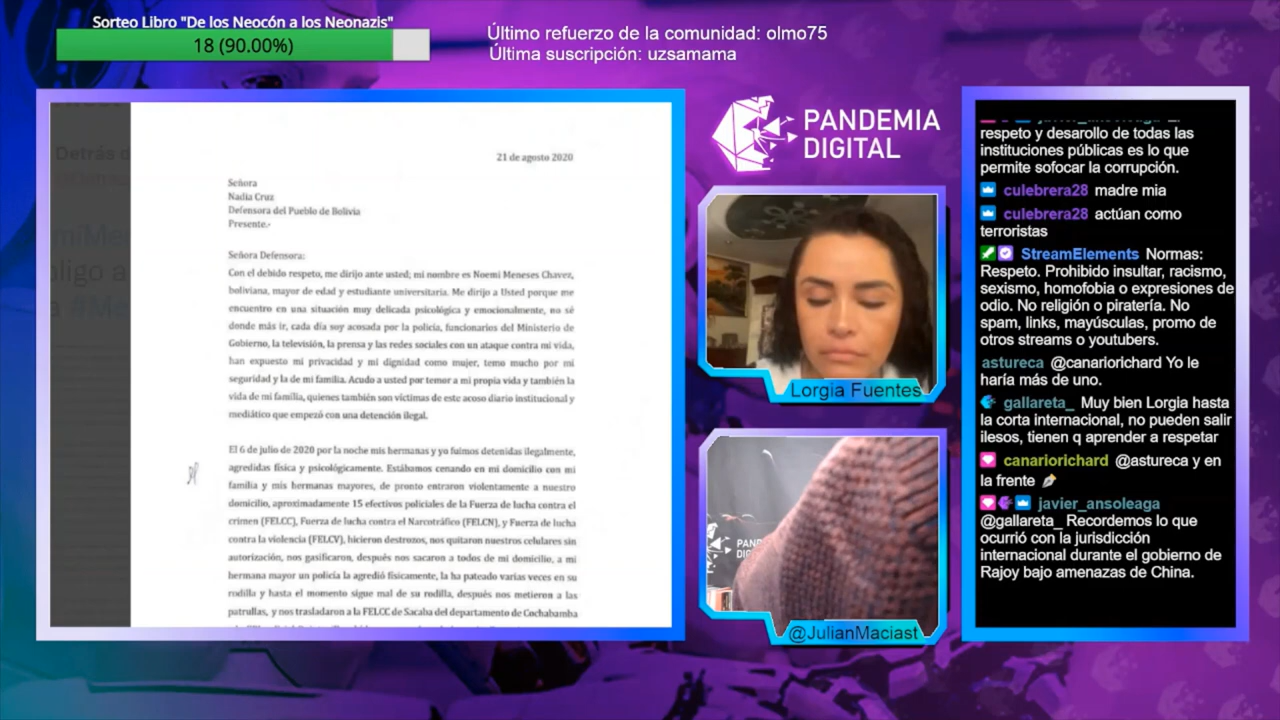 Sorteo Libro "De los Neocón a los Neonazis"
18 (90.00%)
Último refuerzo de la comunidad: olmo75
Última suscripción: uzsamama
Detrás d
21 de agosto 2020
Señora
Nadia Cruz
Defensora del Pueblo de Bolivia
Presente.-
Señora Defensora:
Con el debido respeto, me dirijo ante usted; mi nombre es Noemi Meneses Chavez,
boliviana, mayor de edad y estudiante universitaria. Me dirijo a Usted porque me
encuentro en una situación muy delicada psicológica y emocionalmente, no sé
donde más ir, cada día soy acosada por la policía, funcionarios del Ministerio de
Gobierno, la televisión, la prensa y las redes sociales con un ataque contra mi vida,
han expuesto mi privacidad y mi dignidad como mujer, temo mucho por mi
seguridad y la de mi familia. Acudo a usted por temor a mi propia vida y también la
vida de mi familia, quienes también son víctimas de este acoso diario institucional y
mediático que empezó con una detención ilegal.
El 6 de julio de 2020 por la noche mis hermanas y yo fuimos detenidas ilegalmente,
agredidas física y psicológicamente. Estábamos cenando en mi domicilio con mi
familia y mis hermanas mayores, de pronto entraron violentamente a nuestro
domicilio, aproximadamente 15 efectivos policiales de la Fuerza de lucha contra el
crimen (FELCC), Fuerza de lucha contra el Narcotráfico (FELCN), y Fuerza de lucha
contra la violencia (FELCV), hicieron destrozos, nos quitaron nuestros celulares sin
autorización, nos gasificaron, después nos sacaron a todos de mi domicilio, a mi
hermana mayor un policía la agredió físicamente, la ha pateado varias veces en su
rodilla y hasta el momento sigue mal de su rodilla, después nos metieron a las
patrullas, y nos trasladaron a la FELCC de Sacaba del departamento de Cochabamba
PANDEMIA
DIGITAL
Lorgia Fuentes
@JulianMaciast
respeto y desarollo de todas las
instituciones públicas es lo que
permite sofocar la corrupción.
culebrera28 madre mia
culebrera28 actúan como
terroristas
StreamElements Normas:
Respeto. Prohibido insultar, racismo,
sexismo, homofobia o expresiones de
odio. No religión o piratería. No
spam, links, mayúsculas, promo de
otros streams o youtubers.
astureca @canariorichard Yo le
haría más de uno.
gallareta_ Muy bien Lorgia hasta
la corta internacional, no pueden salir
ilesos, tienen q aprender a respetar
canariorichard @astureca y en
la frente
javier_ansoleaga
@gallareta_ Recordemos lo que
ocurrió con la jurisdicción
internacional durante el gobierno de
Rajoy bajo amenazas de China.